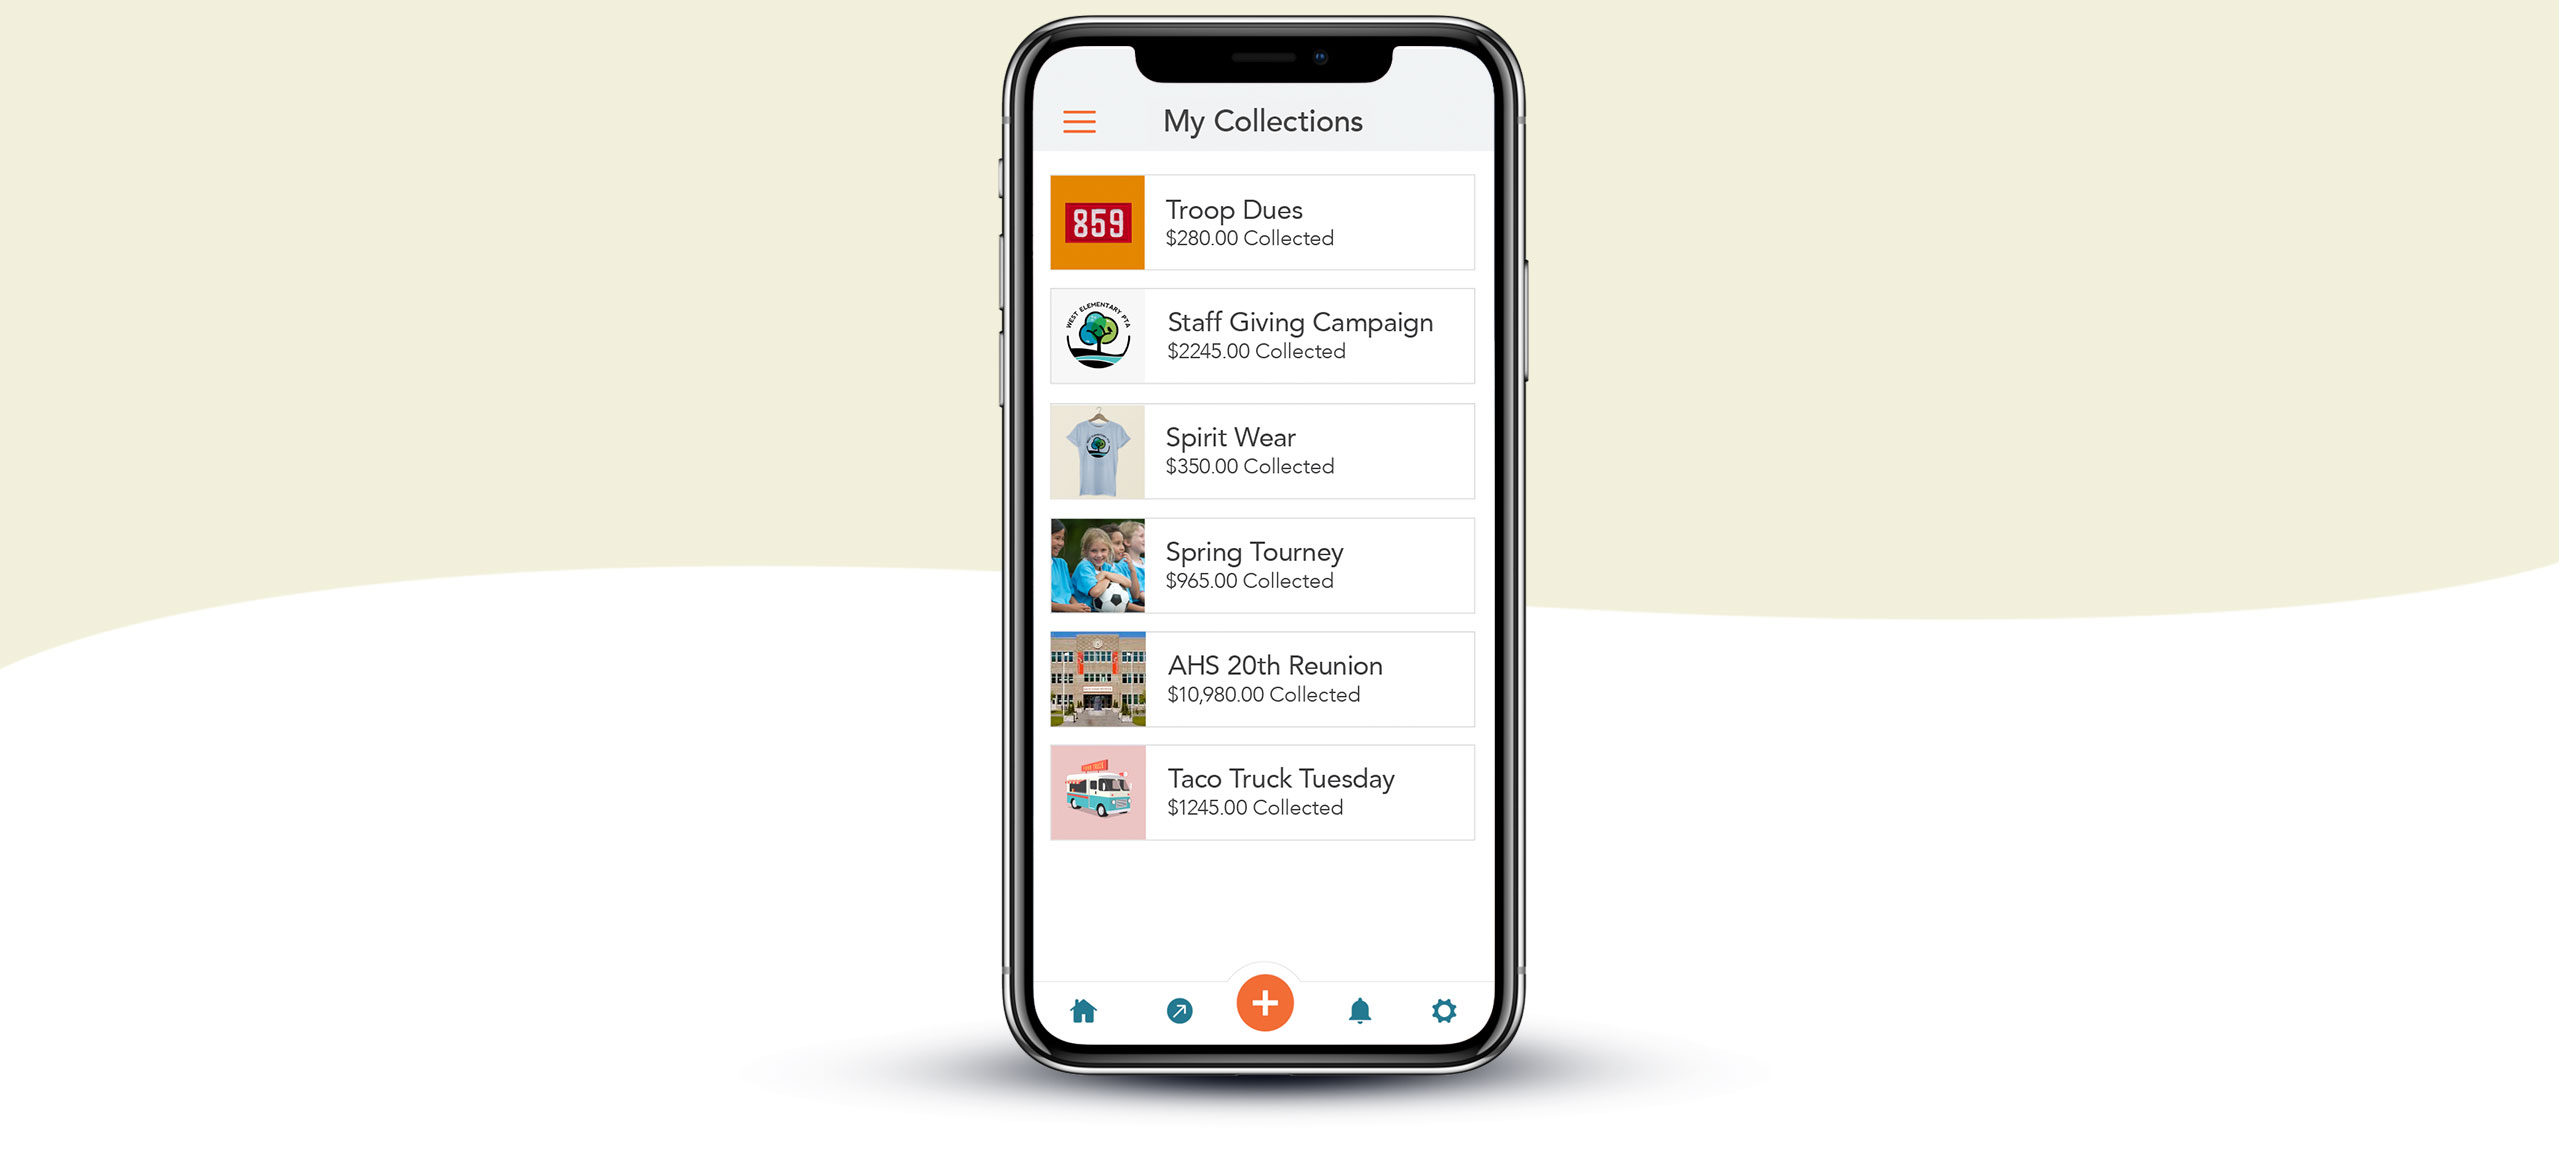 My Collections
859
Troop Dues
$280.00 Collected
WEST ELEMENTARY PTA
Staff Giving Campaign
$2245.00 Collected
Spirit Wear
$350.00 Collected
Spring Tourney
$965.00 Collected
AHS 20th Reunion
$10,980.00 Collected
Taco Truck Tuesday
$1245.00 Collected